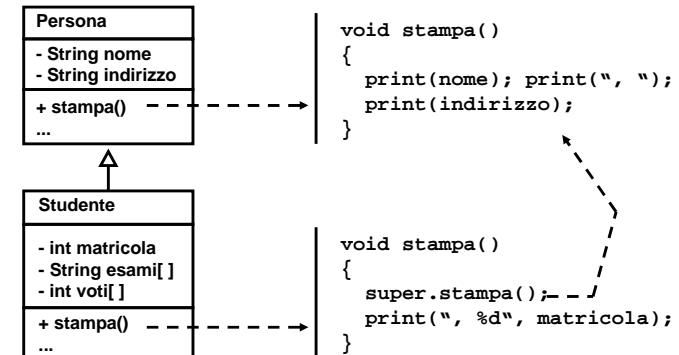 Persona
- String nome
- String indirizzo
+ stampa()
...
void stampa()
{
print(nome); print(“, “);
print(indirizzo);
}
Studente
- int matricola
- String esami[ ]
- int voti[ ]
+ stampa()
...
void stampa()
{
super.stampa();
print(“, %d“, matricola);
}